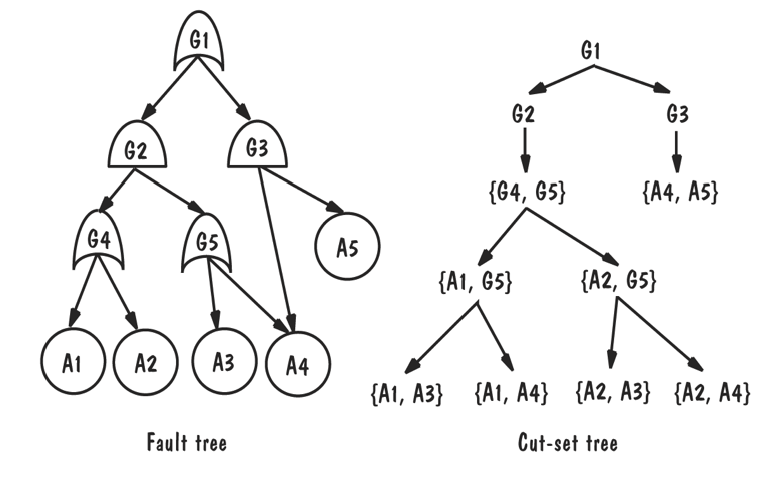 G1
G2
G3
G4
G5
A5
A1
A2
A3
A4
Fault tree
G1
G2
G3
{G4, G5}
{A4, A5}
{A1, G5}
{A2, G5}
{A1, A3}
{A1, A4}
{A2, A3}
{A2, A4}
Cut-set tree